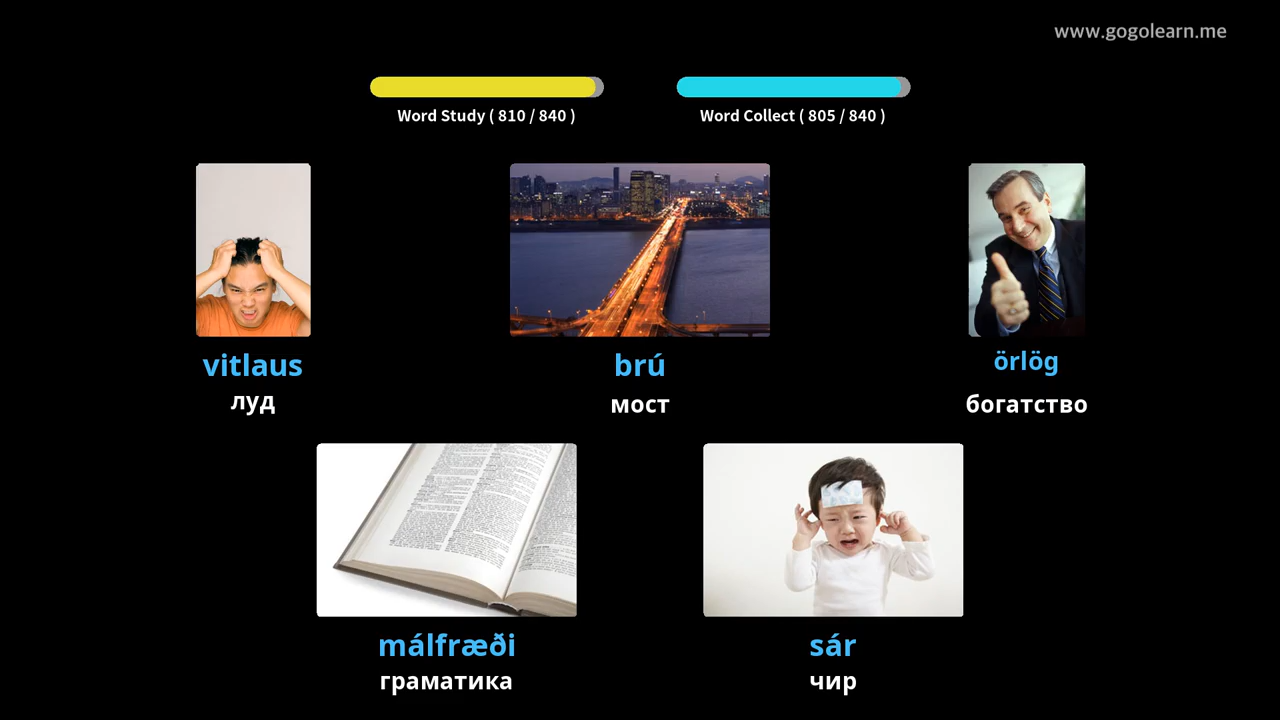 www.gogolearn.me
Word Study ( 810 / 840 )
Word Collect ( 805 / 840 )
vitlaus
луд
brú
мост
örlög
богатство
málfræði
граматика
sár
чир